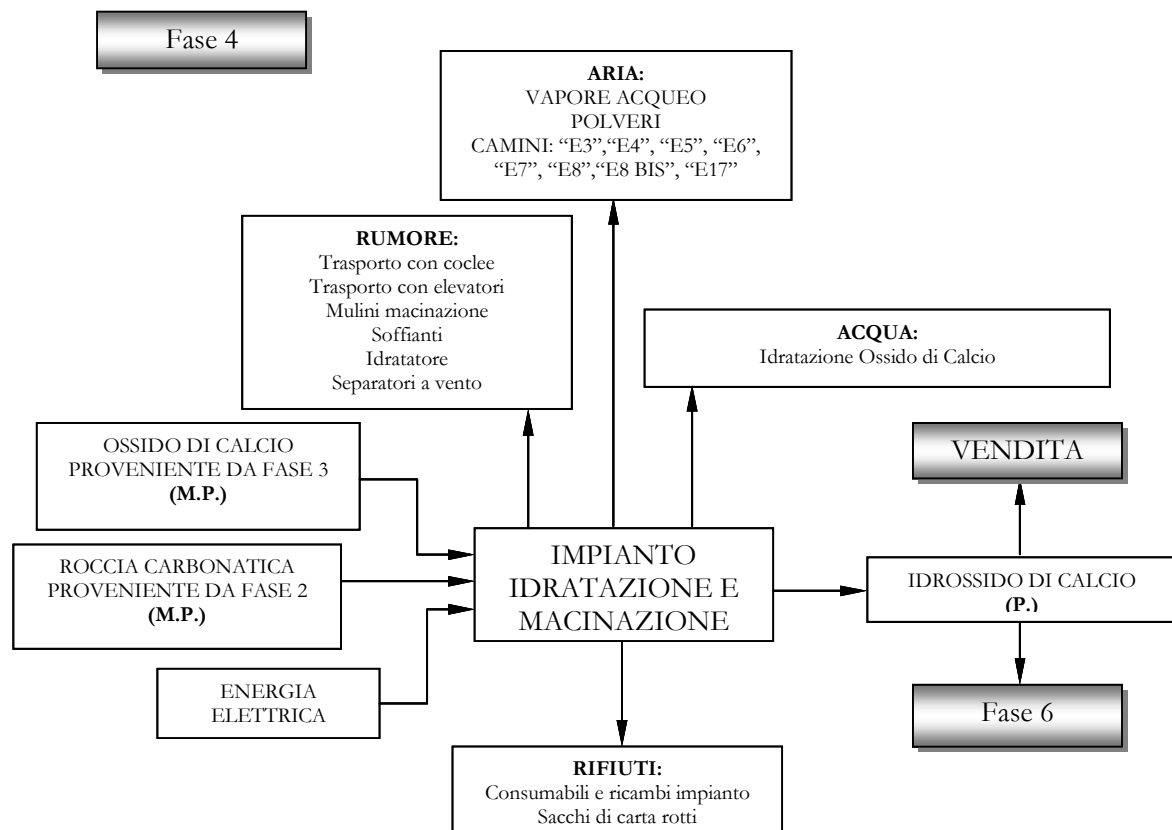 Fase 4
ARIA:
VAPORE ACQUEO
POLVERI
CAMINI: “E3”,“E4”, “E5”, “E6”,
“E7”, “E8”,“E8 BIS”, “E17”
RUMORE:
Trasporto con coclee
Trasporto con elevatori
Mulini macinazione
Soffianti
Idratatore
Separatori a vento
ACQUA:
Idratazione Ossido di Calcio
OSSIDO DI CALCIO
PROVENIENTE DA FASE 3
(M.P.)
VENDITA
ROCCIA CARBONATICA
PROVENIENTE DA FASE 2
(M.P.)
IMPIANTO
IDRATAZIONE E
MACINAZIONE
IDROSSIDO DI CALCIO
(P.)
ENERGIA
ELETTRICA
Fase 6
RIFIUTI:
Consumabili e ricambi impianto
Sacchi di carta rotti